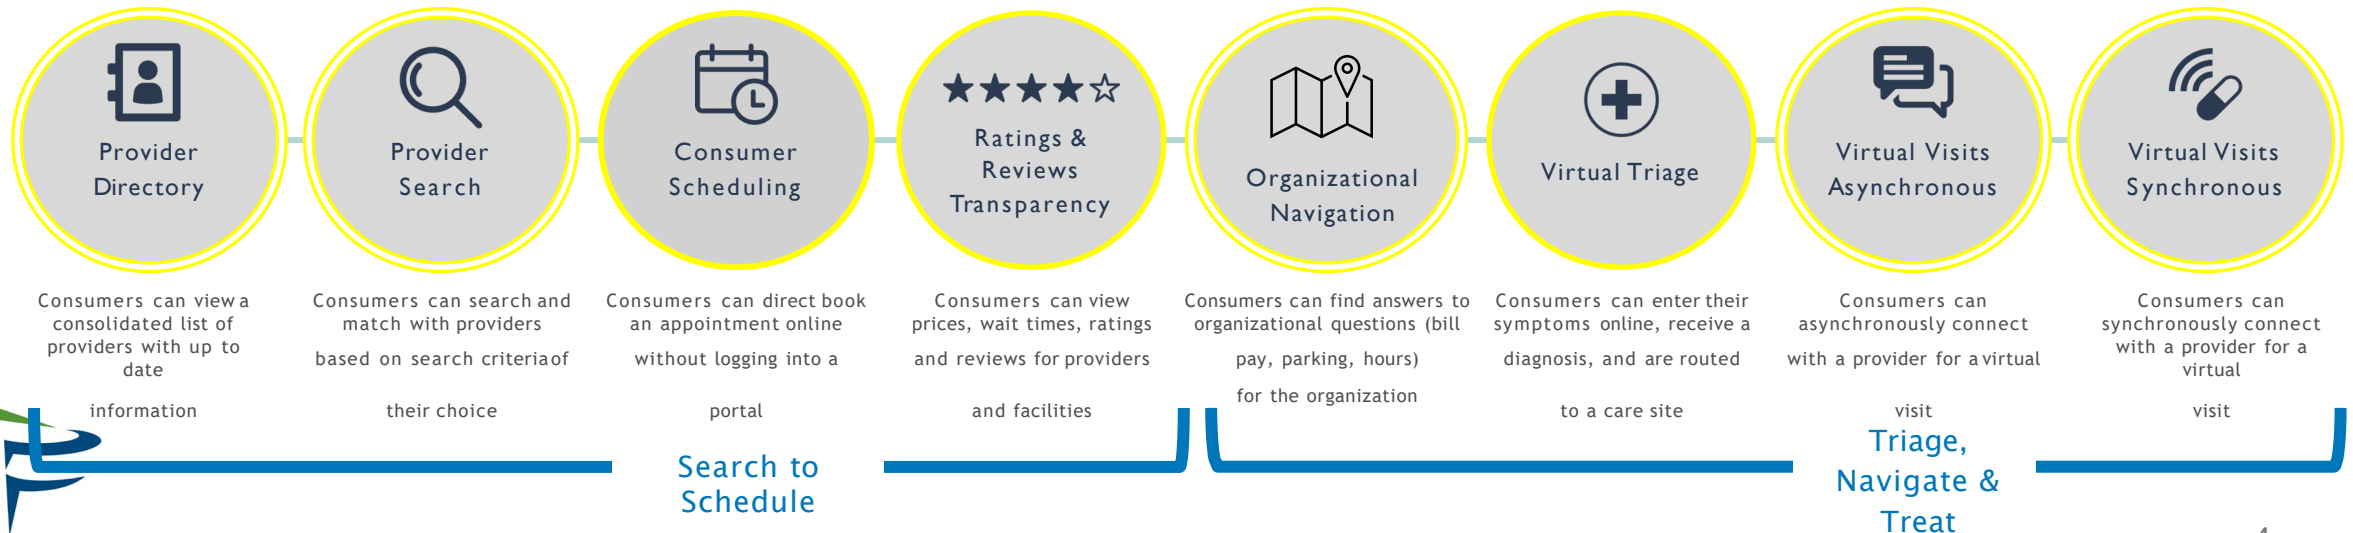 Provider
Directory
Provider
Search
Consumer
Scheduling
Ratings &
Reviews
Transparency
Organizational
Navigation
Virtual Triage
Virtual Visits
Asynchronous
Virtual Visits
Synchronous
Consumers can view a
consolidated list of
providers with up to
date
information
Consumers can search and
match with providers
based on search criteria of
their choice
Consumers can direct book
an appointment online
without logging into a
portal
Consumers can view
prices, wait times, ratings
and reviews for providers
and facilities
Consumers can find answers to
organizational questions (bill
pay, parking, hours)
for the organization
Consumers can enter their
symptoms online, receive a
diagnosis, and are routed
to a care site
Consumers can
asynchronously connect
with a provider for a virtual
visit
Consumers can
synchronously connect
with a provider for a
virtual
visit
Search to
Schedule
Triage,
Navigate &
Treat